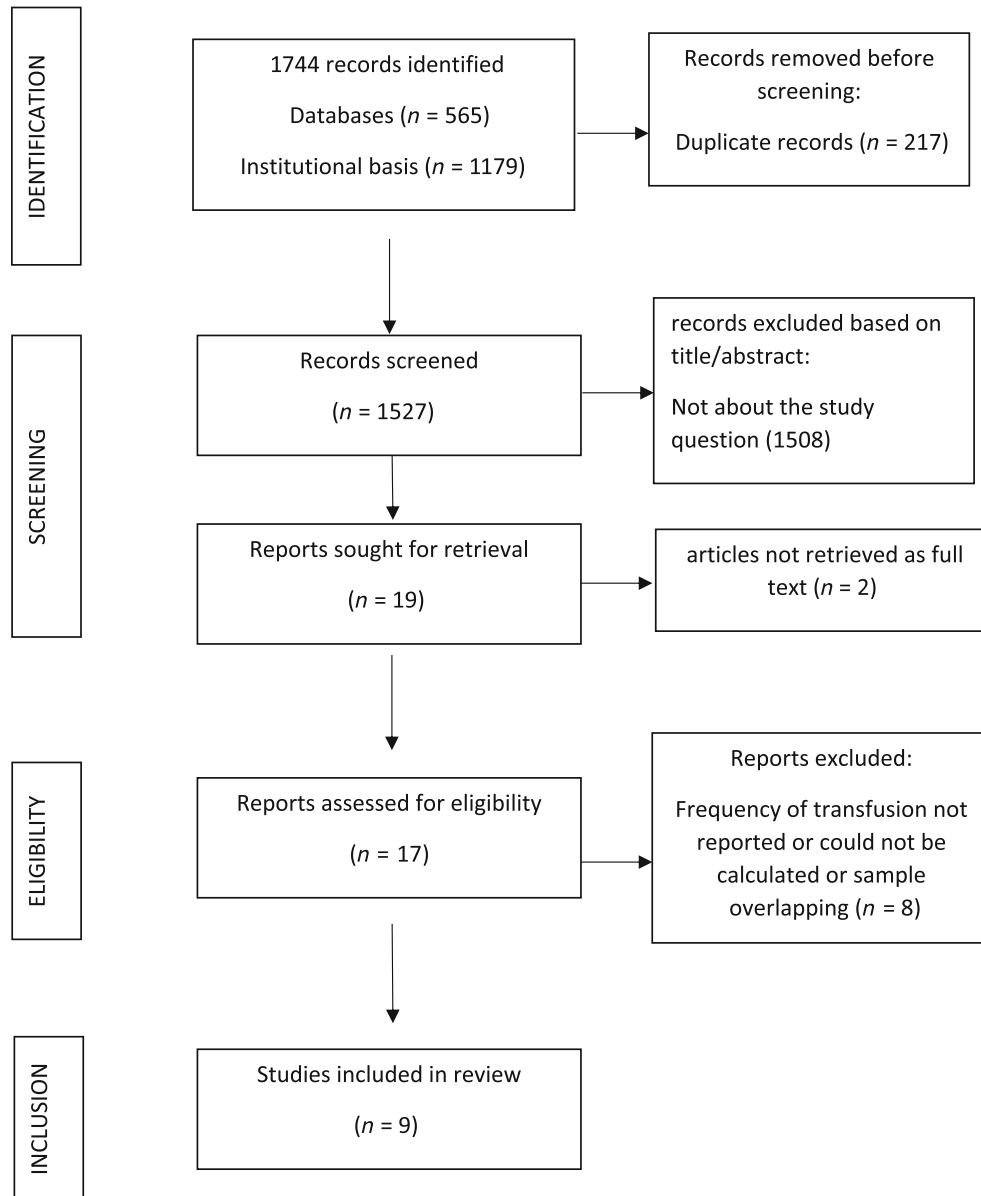 IDENTIFICATION
1744 records identified
Databases (n = 565)
Institutional basis (n = 1179)
Records removed before
screening:
Duplicate records (n = 217)
SCREENING
Records screened
(n = 1527)
records excluded based on
title/abstract:
Not about the study
question (1508)
Reports sought for retrieval
(n = 19)
articles not retrieved as full
text (n = 2)
ELIGIBILITY
Reports assessed for eligibility
(n = 17)
Reports excluded:
Frequency of transfusion not
reported or could not be
calculated or sample
overlapping (n = 8)
INCLUSION
Studies included in review
(n = 9)